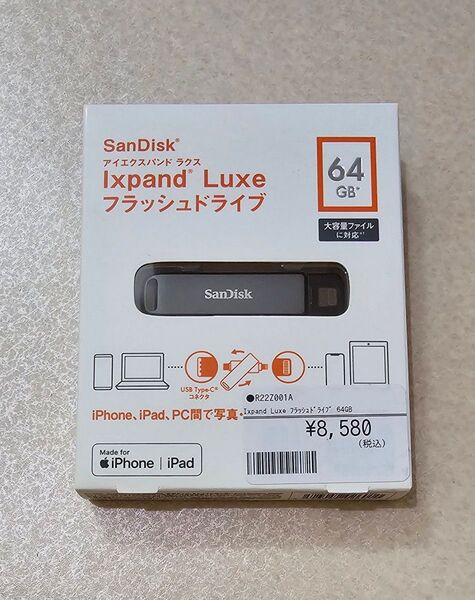 SanDisk®
アイエクスパンド ラクス
Ixpand® Luxe
フラッシュドライブ
64
GB*
大容量ファイル
に対応*¹
SanDisk
USB Type-C®
コネクタ
iPhone、iPad、PC間で写真・
●R22Z001A
Ixpand Luxe フラッシュドライブ 64GB
¥8,580
(税込)
Made for
iPhone | iPad